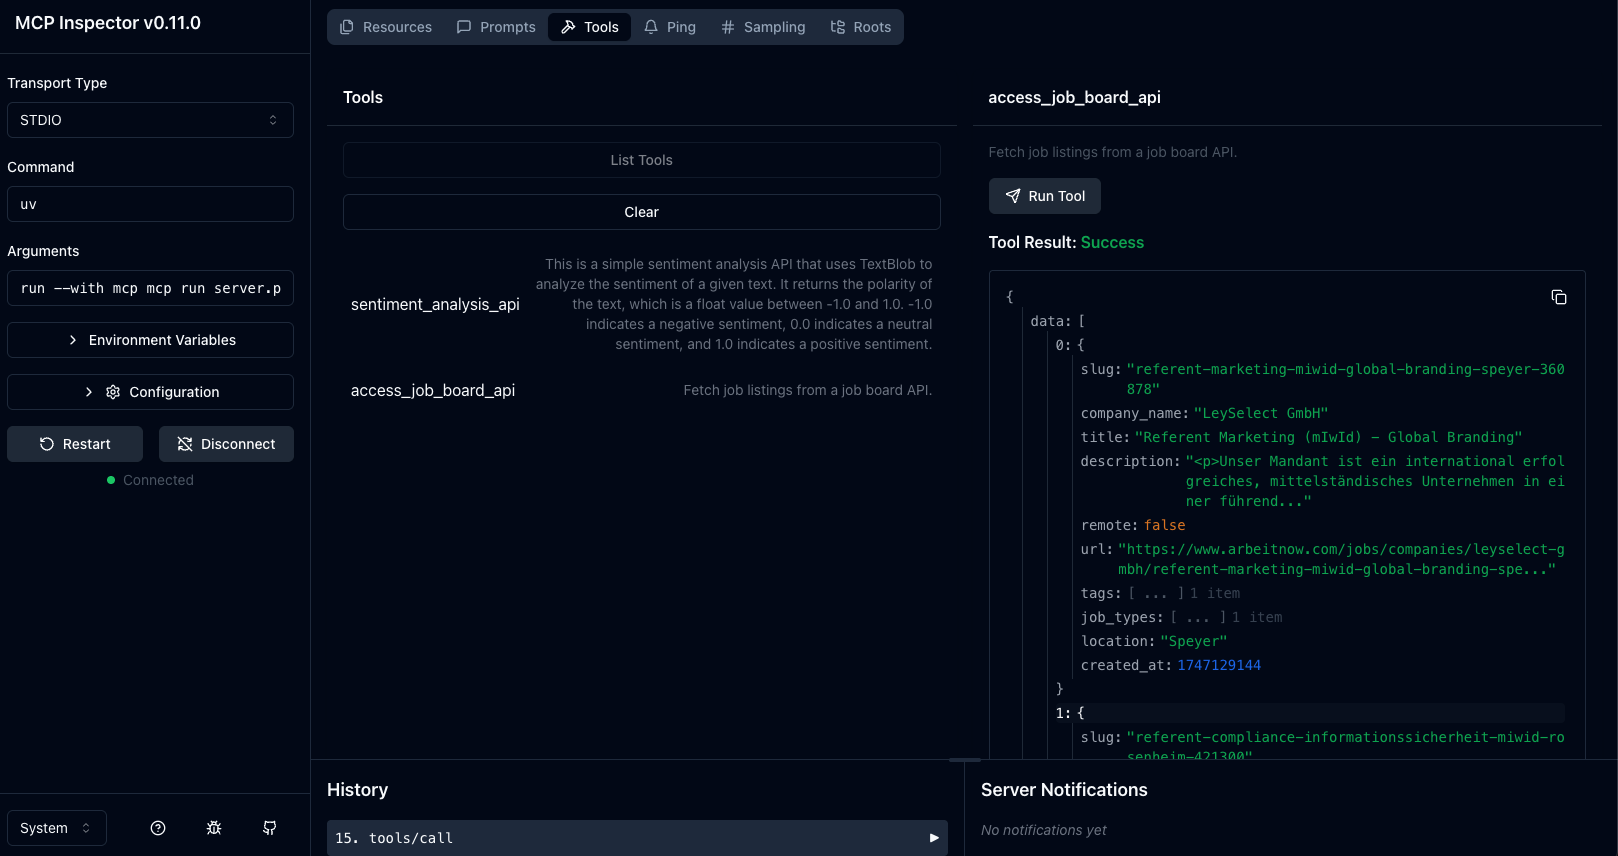 MCP Inspector v0.11.0
Transport Type
STDIO
Command
uv
Arguments
run --with mcp mcp run server.p
Environment Variables
Configuration
Restart
Disconnect
Connected
System
Resources
Prompts
Tools
Ping
Sampling
Roots
Tools
List Tools
Clear
sentiment_analysis_api
This is a simple sentiment analysis API that uses TextBlob to
analyze the sentiment of a given text. It returns the polarity of
the text, which is a float value between -1.0 and 1.0. -1.0
indicates a negative sentiment, 0.0 indicates a neutral
sentiment, and 1.0 indicates a positive sentiment.
access_job_board_api
Fetch job listings from a job board API.
access_job_board_api
Fetch job listings from a job board API.
Run Tool
Tool Result: Success
{
data: [
0: {
slug: "referent-marketing-miwid-global-branding-speyer-360
878"
company_name: "LeySelect GmbH"
title: "Referent Marketing (mIwId) – Global Branding"
description: "<p>Unser Mandant ist ein international erfol
greiches, mittelständisches Unternehmen in ei
ner führend..."
remote: false
url: "https://www.arbeitnow.com/jobs/companies/leyselect-g
mbh/referent-marketing-miwid-global-branding-spe..."
tags: [ ... ] 1 item
job_types: [ ... ] 1 item
location: "Speyer"
created_at: 1747129144
}
1: {
slug: "referent-compliance-informationssicherheit-miwid-ro
senheim-421300"
History
15. tools/call
Server Notifications
No notifications yet